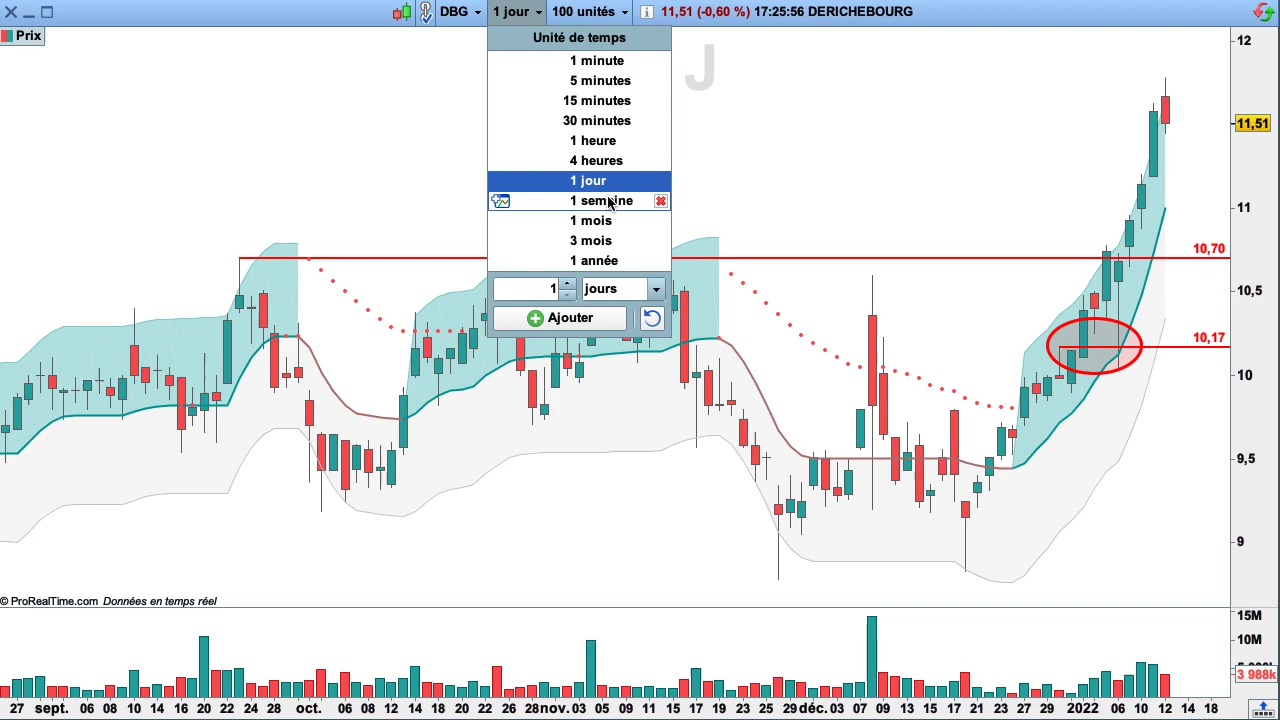 DBG 1 jour 100 unités 11,51 (-0,60 %) 17:25:56 DERICHEBOURG
Prix
Unité de temps
1 minute
5 minutes
15 minutes
30 minutes
1 heure
4 heures
1 jour
1 semaine
1 mois
3 mois
1 année
1 jours
Ajouter
J
12
11,51
11
10,70
10,5
10,17
10
9,5
9
© ProRealTime.com Données en temps réel
15M
10M
3 988k
27 sept. 06 08 10 14 16 20 22 24 28 oct. 06 08 12 14 18 20 22 26 28 nov. 03 05 09 11 15 17 19 23 25 29 déc. 03 07 09 13 15 17 21 23 27 29 2022 06 10 12 14 18